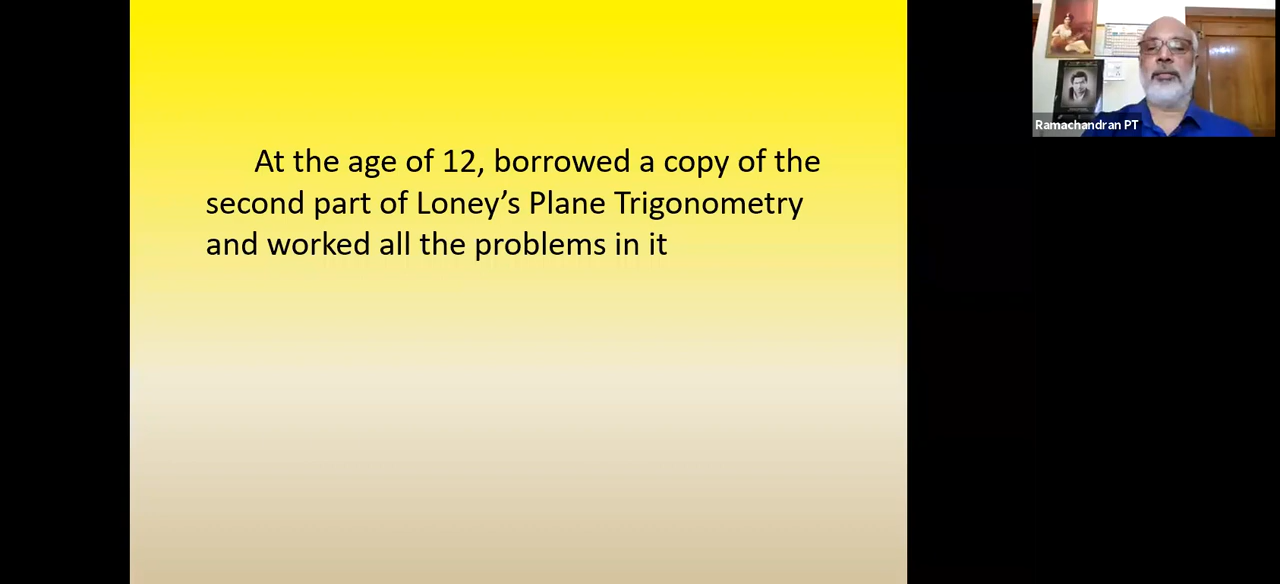 At the age of 12, borrowed a copy of the
second part of Loney’s Plane Trigonometry
and worked all the problems in it
Ramachandran PT